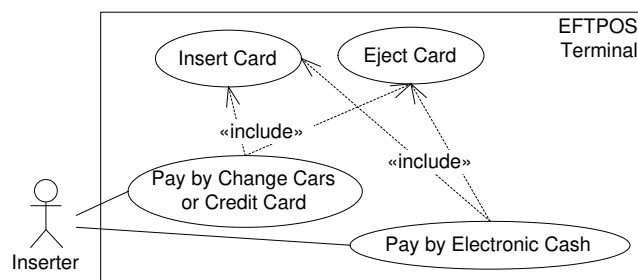 EFTPOS
Terminal
Insert Card
Eject Card
«include»
«include»
Pay by Change Cars
or Credit Card
Pay by Electronic Cash
Inserter